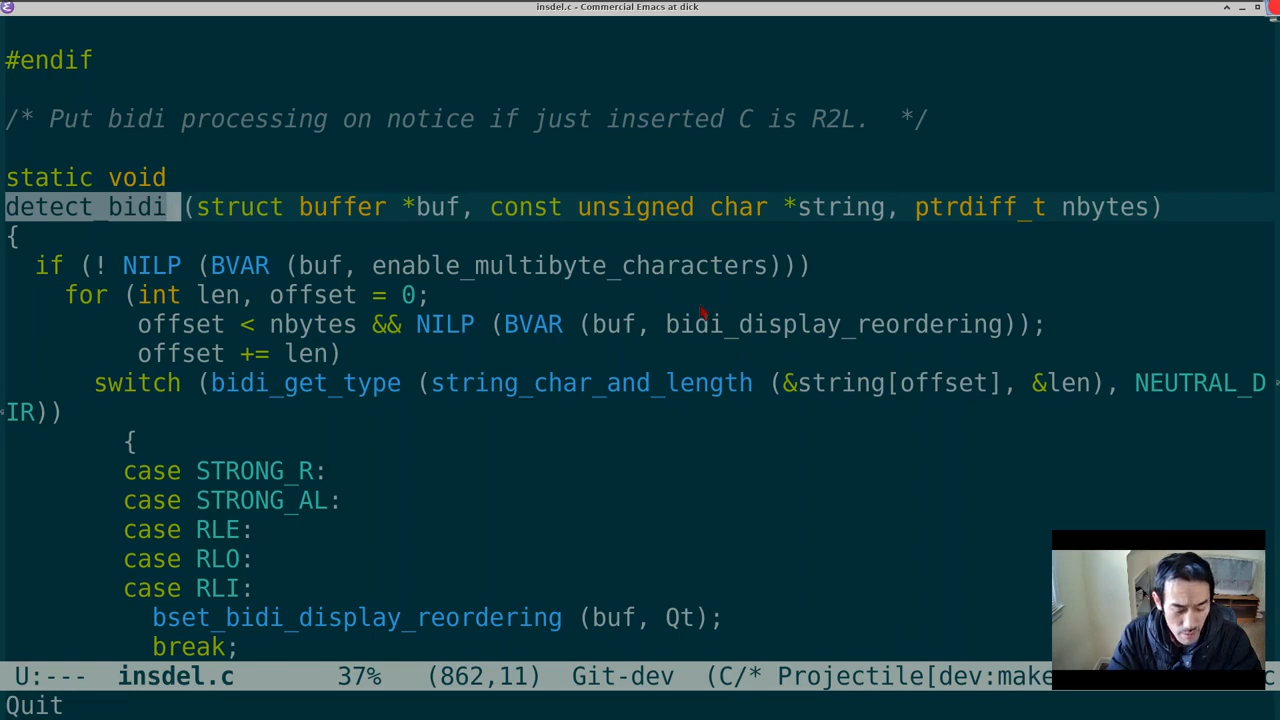 insdel.c - Commercial Emacs at dick
#endif
/* Put bidi processing on notice if just inserted C is R2L.  */
static void
detect_bidi (struct buffer *buf, const unsigned char *string, ptrdiff_t nbytes)
{
  if (! NILP (BVAR (buf, enable_multibyte_characters)))
    for (int len, offset = 0;
         offset < nbytes && NILP (BVAR (buf, bidi_display_reordering));
         offset += len)
      switch (bidi_get_type (string_char_and_length (&string[offset], &len), NEUTRAL_D
IR))
        {
        case STRONG_R:
        case STRONG_AL:
        case RLE:
        case RLO:
        case RLI:
          bset_bidi_display_reordering (buf, Qt);
          break;
U:---  insdel.c       37%   (862,11)   Git-dev  (C/* Projectile[dev:make
Quit